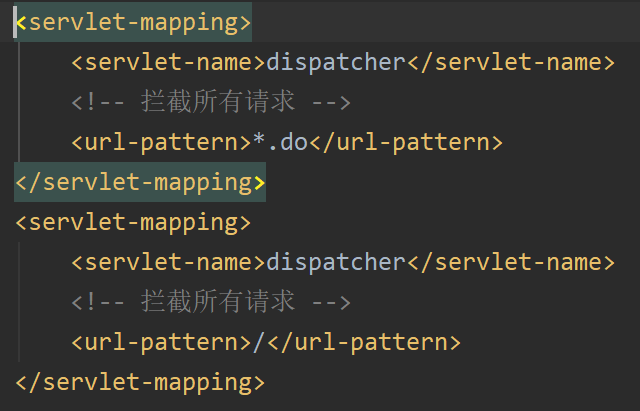 <servlet-mapping>
    <servlet-name>dispatcher</servlet-name>
    <!-- 拦截所有请求 -->
    <url-pattern>*.do</url-pattern>
</servlet-mapping>
<servlet-mapping>
    <servlet-name>dispatcher</servlet-name>
    <!-- 拦截所有请求 -->
    <url-pattern>/</url-pattern>
</servlet-mapping>